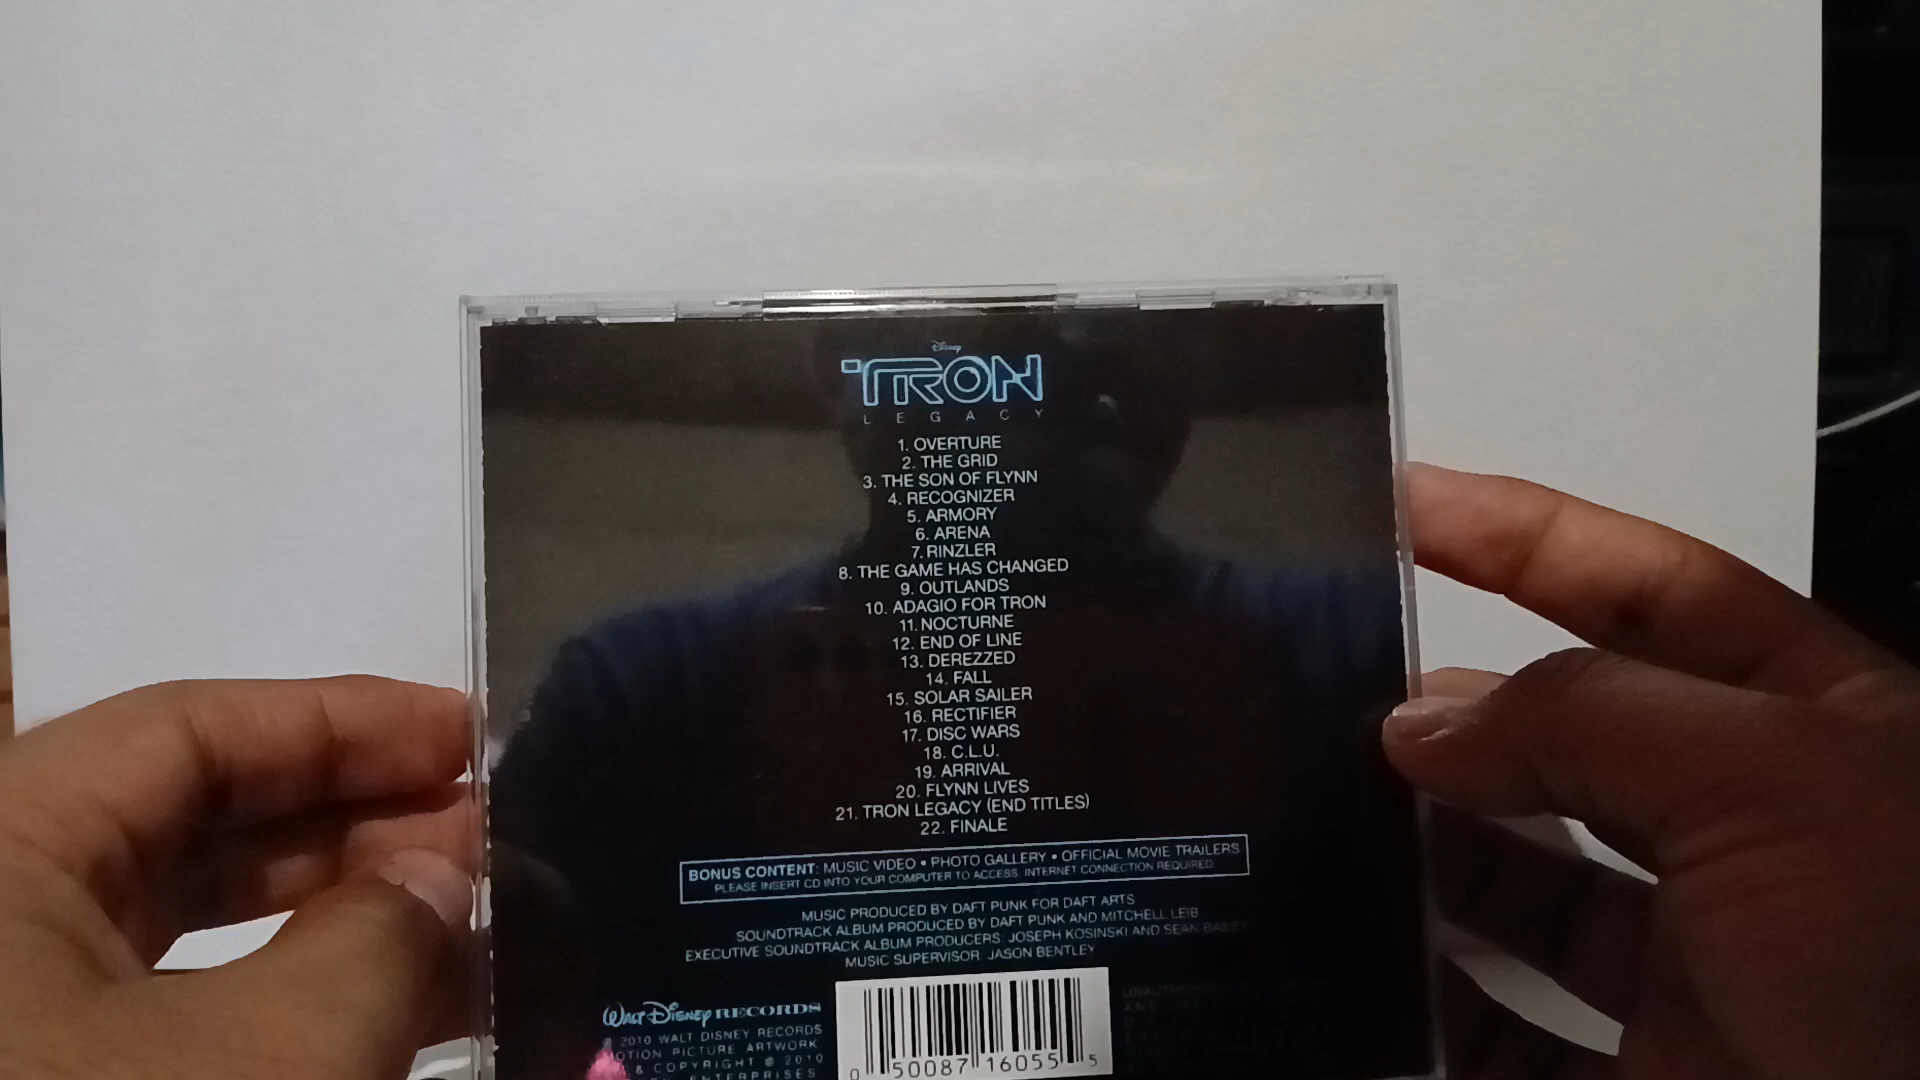 Disney
TRON
LEGACY
1. OVERTURE
2. THE GRID
3. THE SON OF FLYNN
4. RECOGNIZER
5. ARMORY
6. ARENA
7. RINZLER
8. THE GAME HAS CHANGED
9. OUTLANDS
10. ADAGIO FOR TRON
11. NOCTURNE
12. END OF LINE
13. DEREZZED
14. FALL
15. SOLAR SAILER
16. RECTIFIER
17. DISC WARS
18. C.L.U.
19. ARRIVAL
20. FLYNN LIVES
21. TRON LEGACY (END TITLES)
22. FINALE
BONUS CONTENT: MUSIC VIDEO • PHOTO GALLERY • OFFICIAL MOVIE TRAILERS
PLEASE INSERT CD INTO YOUR COMPUTER TO ACCESS. INTERNET CONNECTION REQUIRED
MUSIC PRODUCED BY DAFT PUNK FOR DAFT ARTS
SOUNDTRACK ALBUM PRODUCED BY DAFT PUNK AND MITCHELL LEIB
EXECUTIVE SOUNDTRACK ALBUM PRODUCERS: JOSEPH KOSINSKI AND SEAN BAILEY
MUSIC SUPERVISOR: JASON BENTLEY
WALT DISNEY RECORDS
℗ 2010 WALT DISNEY RECORDS
MOTION PICTURE ARTWORK
& COPYRIGHT © 2010
ENTERPRISES
0 50087 16055 5